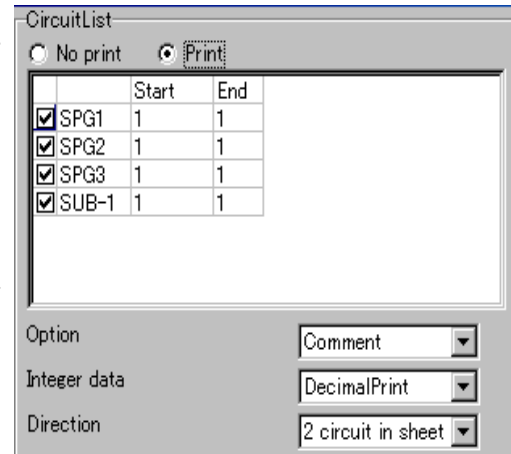 CircuitList
No print Print
Start End
SPG1 1 1
SPG2 1 1
SPG3 1 1
SUB-1 1 1
Option Comment
Integer data DecimalPrint
Direction 2 circuit in sheet